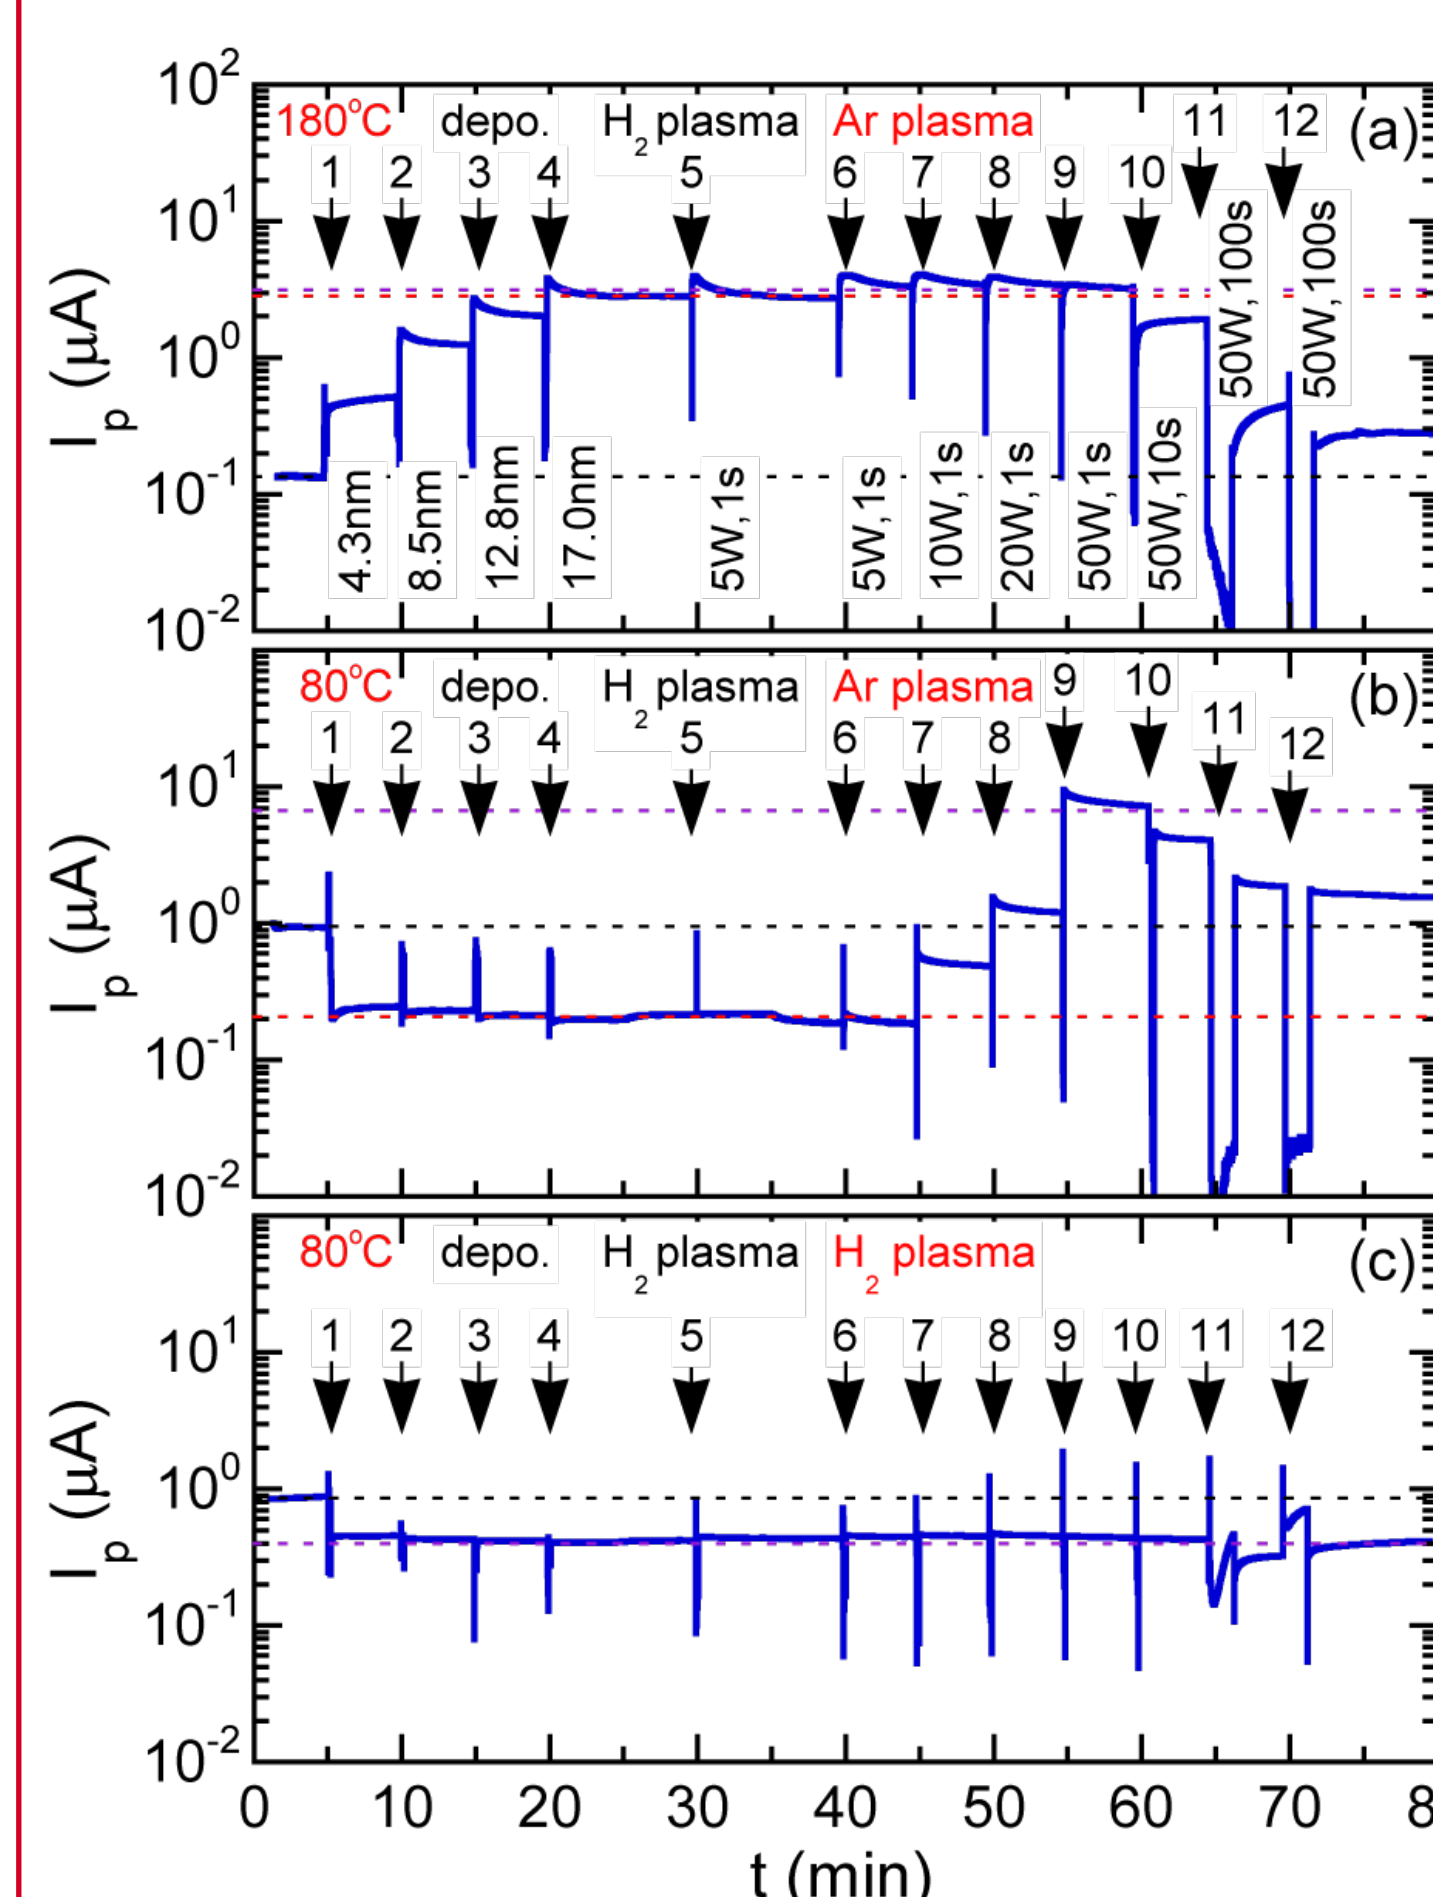 10²
180°C depo. H₂ plasma Ar plasma 11 12 (a)
1 2 3 4 5 6 7 8 9 10
10¹
10⁰
10⁻¹
10⁻²
I_p (μA)
4.3nm
8.5nm
12.8nm
17.0nm
5W,1s
5W,1s
10W,1s
20W,1s
50W,1s
50W,10s
50W,100s
50W,100s
80°C depo. H₂ plasma Ar plasma 9 10 (b)
1 2 3 4 5 6 7 8 11 12
10¹
10⁰
10⁻¹
10⁻²
I_p (μA)
80°C depo. H₂ plasma H₂ plasma (c)
1 2 3 4 5 6 7 8 9 10 11 12
10¹
10⁰
10⁻¹
10⁻²
I_p (μA)
0 10 20 30 40 50 60 70 8
t (min)